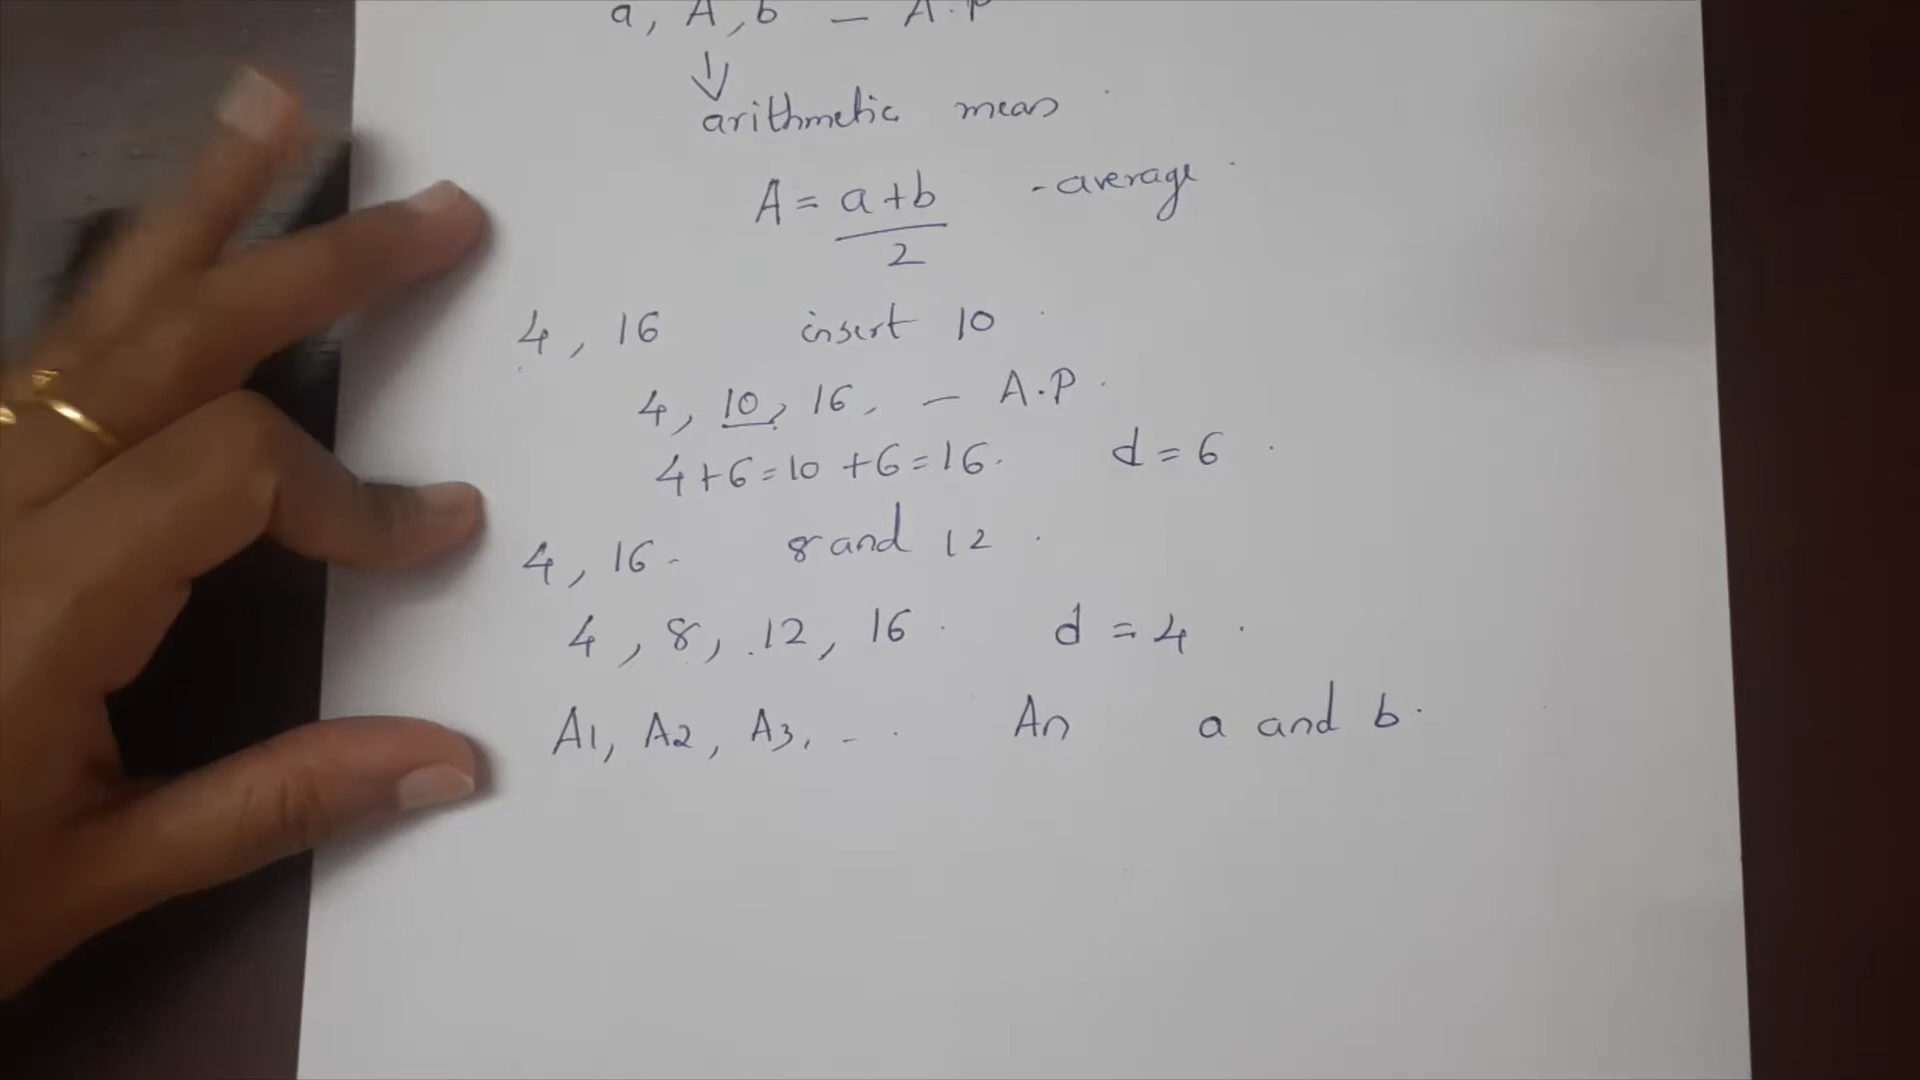 a, A, b - A.P
arithmetic mean
A = a+b - average
2
4, 16 insert 10
4, 10, 16, - A.P
4+6=10+6=16. d=6
4, 16 - 8 and 12
4, 8, 12, 16 d=4
A1, A2, A3, - . An a and b.